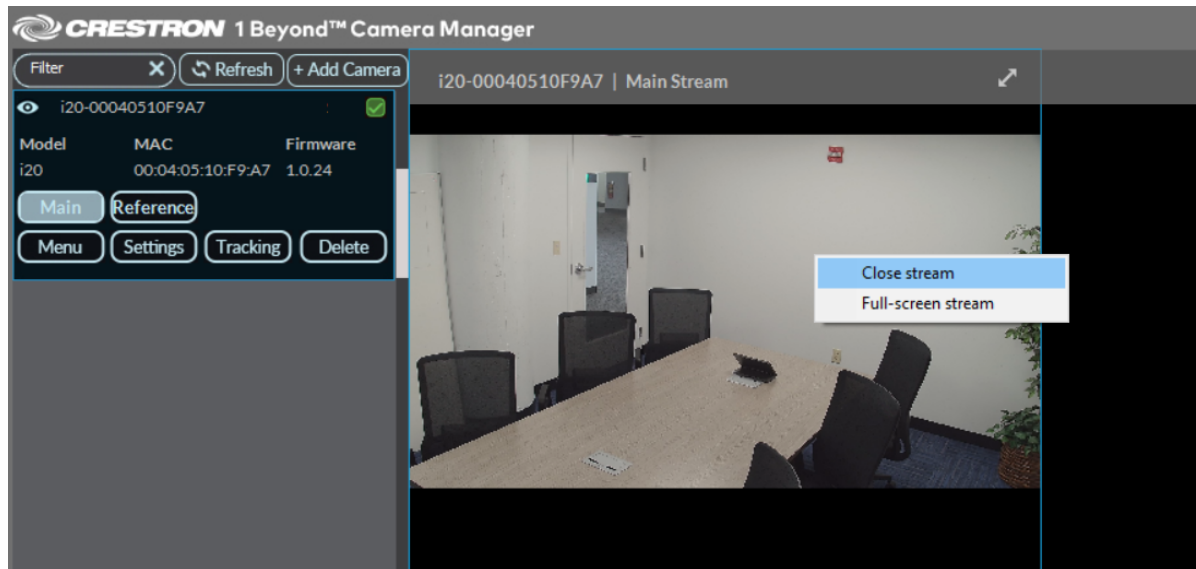 CRESTRON 1 Beyond™ Camera Manager
Filter
Refresh
+ Add Camera
i20-00040510F9A7 | Main Stream
i20-00040510F9A7
Model MAC Firmware
i20 00:04:05:10:F9:A7 1.0.24
Main Reference
Menu Settings Tracking Delete
Close stream
Full-screen stream